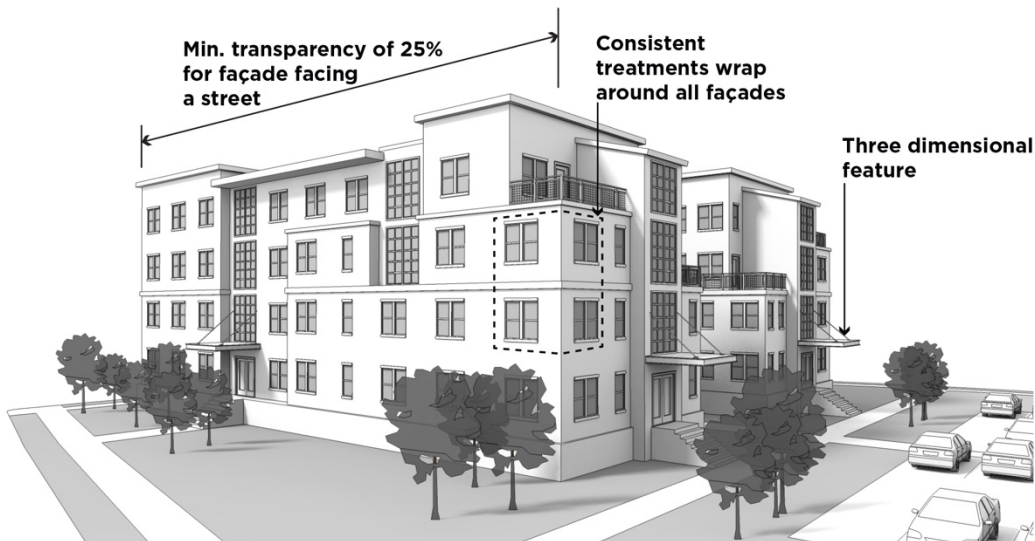 Min. transparency of 25%
for façade facing
a street
Consistent
treatments wrap
around all façades
Three dimensional
feature